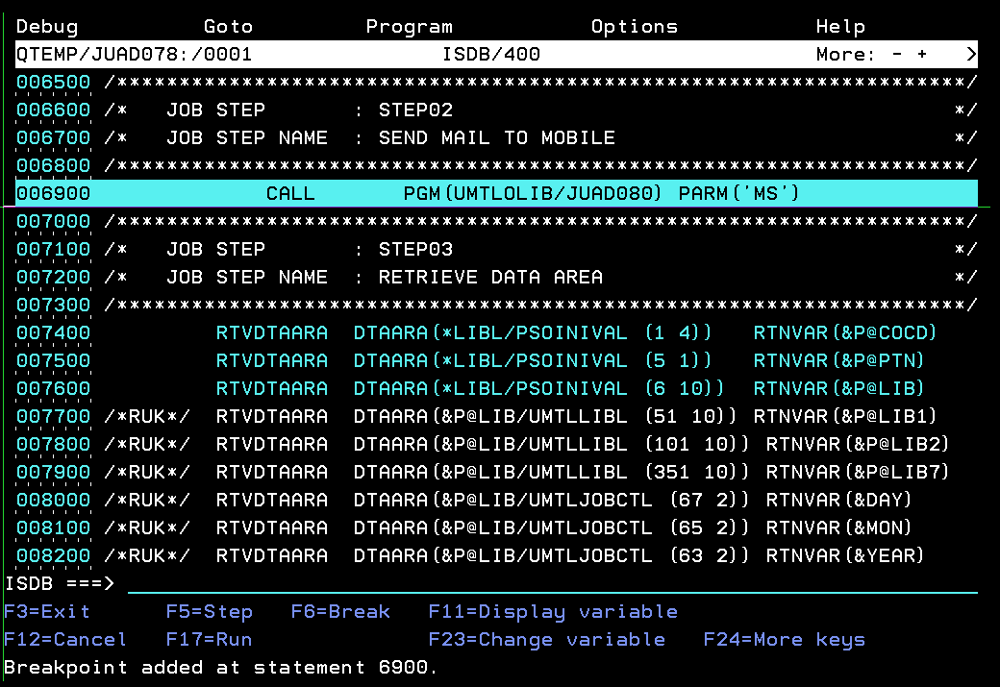 Debug Goto Program Options Help
QTEMP/JUAD078:/0001 ISDB/400 More: - + >
006500 /*********************************************************************/
006600 /* JOB STEP : STEP02 */
006700 /* JOB STEP NAME : SEND MAIL TO MOBILE */
006800 /*********************************************************************/
006900 CALL PGM(UMTLOLIB/JUAD080) PARM('MS')
007000 /*********************************************************************/
007100 /* JOB STEP : STEP03 */
007200 /* JOB STEP NAME : RETRIEVE DATA AREA */
007300 /*********************************************************************/
007400 RTVDTAARA DTAARA(*LIBL/PSOINIVAL (1 4)) RTNVAR(&P@COCD)
007500 RTVDTAARA DTAARA(*LIBL/PSOINIVAL (5 1)) RTNVAR(&P@PTN)
007600 RTVDTAARA DTAARA(*LIBL/PSOINIVAL (6 10)) RTNVAR(&P@LIB)
007700 /*RUK*/ RTVDTAARA DTAARA(&P@LIB/UMTLLIBL (51 10)) RTNVAR(&P@LIB1)
007800 /*RUK*/ RTVDTAARA DTAARA(&P@LIB/UMTLLIBL (101 10)) RTNVAR(&P@LIB2)
007900 /*RUK*/ RTVDTAARA DTAARA(&P@LIB/UMTLLIBL (351 10)) RTNVAR(&P@LIB7)
008000 /*RUK*/ RTVDTAARA DTAARA(&P@LIB/UMTLJOBCTL (67 2)) RTNVAR(&DAY)
008100 /*RUK*/ RTVDTAARA DTAARA(&P@LIB/UMTLJOBCTL (65 2)) RTNVAR(&MON)
008200 /*RUK*/ RTVDTAARA DTAARA(&P@LIB/UMTLJOBCTL (63 2)) RTNVAR(&YEAR)
ISDB ===>
F3=Exit F5=Step F6=Break F11=Display variable
F12=Cancel F17=Run F23=Change variable F24=More keys
Breakpoint added at statement 6900.